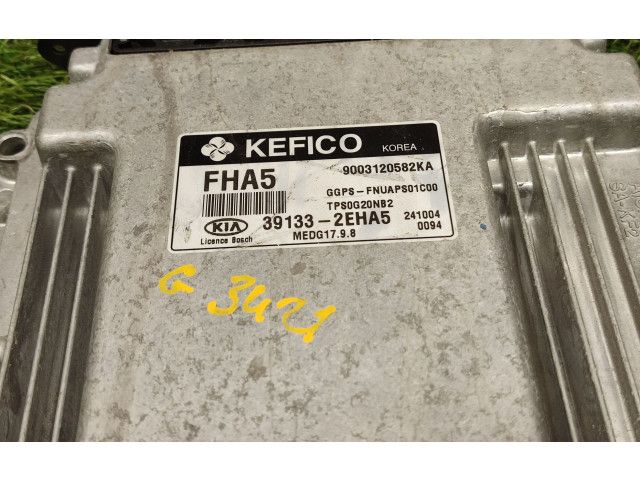 KEFICO KOREA
9003120582KA
FHA5
GGPS-FNUAPS01C00
TPS0G20NB2
KIA 39133-2EHA5 241004
Licence Bosch MEDG17.9.8 0094
G 3421